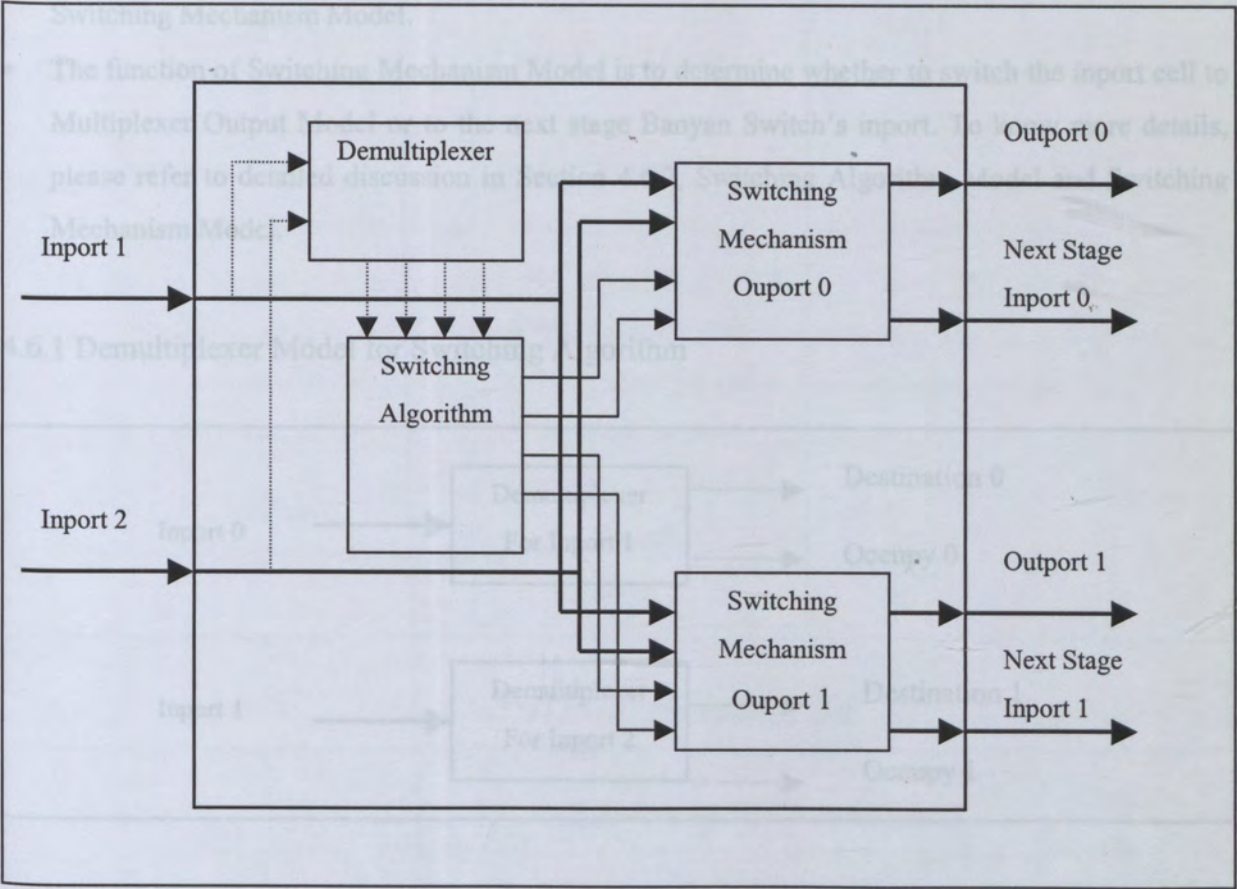 Switching Mechanism Model.
The function of Switching Mechanism Model is to determine whether to switch the inport cell to
Multiplexer Output Model or to the next stage Banyan Switch's inport. To know more details,
please refer to detailed discussion in Section Switching Algorithm Model and Switching
Mechanism Model.
Demultiplexer
Inport 1
Switching
Algorithm
Inport 2
Switching
Mechanism
Ouport 0
Outport 0
Next Stage
Inport 0
Switching
Mechanism
Ouport 1
Outport 1
Next Stage
Inport 1
4.6.1 Demultiplexer Model for Switching Algorithm
Inport 0
Demultiplexer
For Inport 1
Destination 0
Occupy 0
Inport 1
Demultiplexer
For Inport 2
Destination 1
Occupy 1